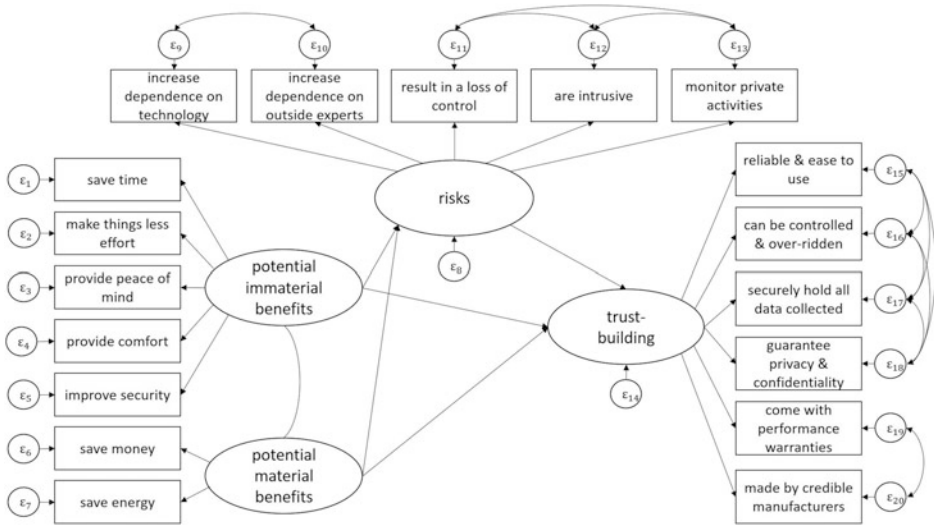 ε9
ε10
ε11
ε12
ε13
increase
dependence on
technology
increase
dependence on
outside experts
result in a loss of
control
are intrusive
monitor private
activities
risks
ε8
ε1
save time
ε2
make things less
effort
ε3
provide peace of
mind
ε4
provide comfort
ε5
improve security
ε6
save money
ε7
save energy
potential
immaterial
benefits
potential
material
benefits
trust-
building
ε14
reliable & ease to
use
ε15
can be controlled
& over-ridden
ε16
securely hold all
data collected
ε17
guarantee
privacy &
confidentiality
ε18
come with
performance
warranties
ε19
made by credible
manufacturers
ε20